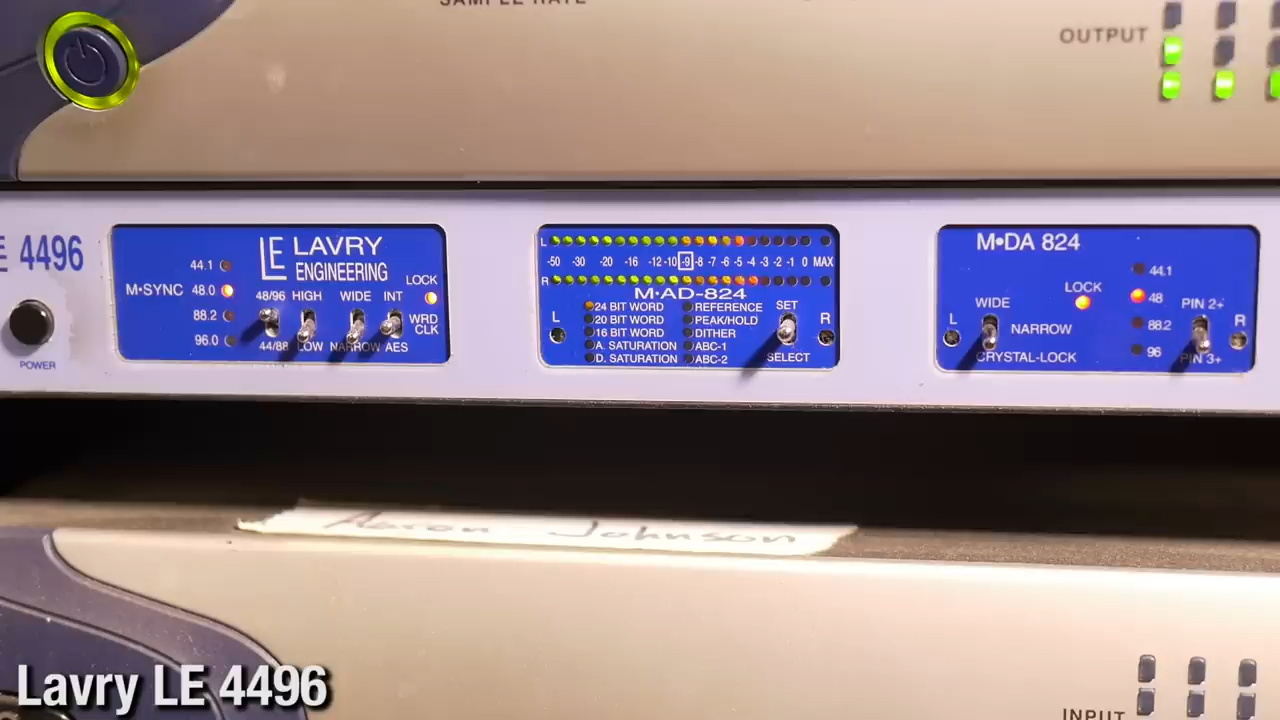 SAMPLE RATE
OUTPUT
LE 4496
POWER
LE LAVRY
ENGINEERING
M•SYNC
44.1
48.0
88.2
96.0
48/96 HIGH WIDE INT
LOCK
WRD
CLK
44/88 LOW NARROW AES
L
-50 -30 -20 -16 -12 -10 -9 -8 -7 -6 -5 -4 -3 -2 -1 0 MAX
R
M•AD-824
L
24 BIT WORD
20 BIT WORD
16 BIT WORD
A. SATURATION
D. SATURATION
REFERENCE
PEAK/HOLD
DITHER
ABC-1
ABC-2
SET
SELECT
R
M•DA 824
L
WIDE
NARROW
CRYSTAL-LOCK
LOCK
44.1
48
88.2
96
PIN 2+
PIN 3+
R
Aaron Johnson
Lavry LE 4496
INPUT